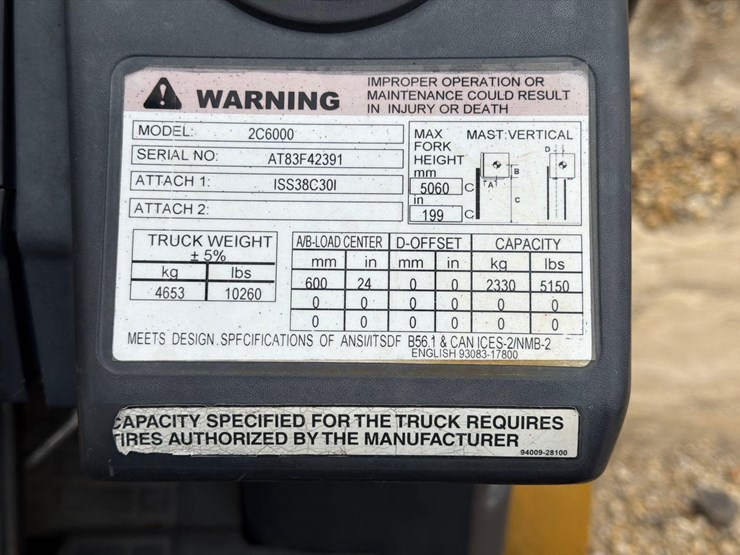 WARNING
IMPROPER OPERATION OR
MAINTENANCE COULD RESULT
IN INJURY OR DEATH
MODEL: 2C6000
SERIAL NO: AT83F42391
ATTACH 1: ISS38C30I
ATTACH 2:
MAX
FORK
HEIGHT
mm
5060 C
in
199 C
MAST:VERTICAL
D
B
A
C
TRUCK WEIGHT
± 5%
kg lbs
4653 10260
A/B-LOAD CENTER D-OFFSET CAPACITY
mm in mm in kg lbs
600 24 0 0 2330 5150
0 0 0 0 0 0
0 0 0 0 0 0
MEETS DESIGN SPFCIFICATIONS OF ANSI/ITSDF B56.1 & CAN ICES-2/NMB-2
ENGLISH 93083-17800
CAPACITY SPECIFIED FOR THE TRUCK REQUIRES
TIRES AUTHORIZED BY THE MANUFACTURER
94009-28100